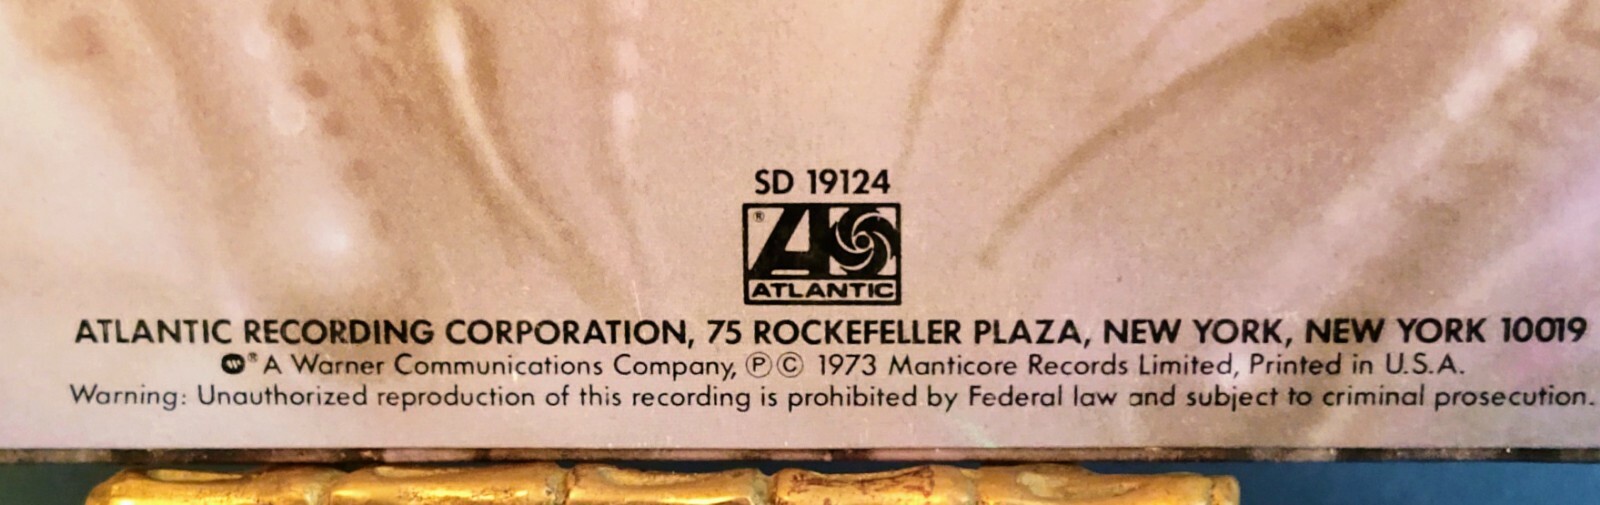 SD 19124
®
ATLANTIC
ATLANTIC RECORDING CORPORATION, 75 ROCKEFELLER PLAZA, NEW YORK, NEW YORK 10019
® A Warner Communications Company, ℗© 1973 Manticore Records Limited, Printed in U.S.A.
Warning: Unauthorized reproduction of this recording is prohibited by Federal law and subject to criminal prosecution.